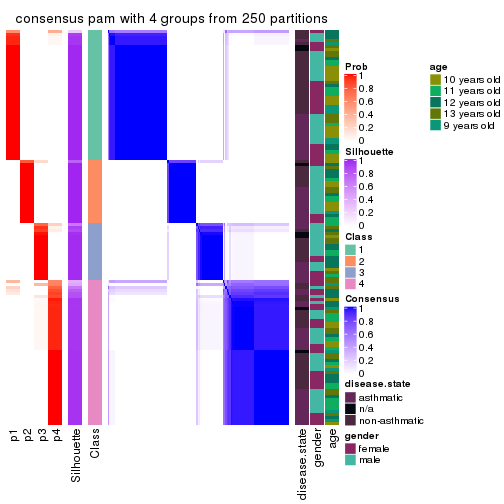 consensus pam with 4 groups from 250 partitions
Prob
1
0.8
0.6
0.4
0.2
0
Silhouette
1
0.8
0.6
0.4
0.2
0
Class
1
2
3
4
Consensus
1
0.8
0.6
0.4
0.2
0
disease.state
asthmatic
n/a
non-asthmatic
gender
female
male
age
10 years old
11 years old
12 years old
13 years old
9 years old
p1
p2
p3
p4
Silhouette
Class
disease.state
gender
age